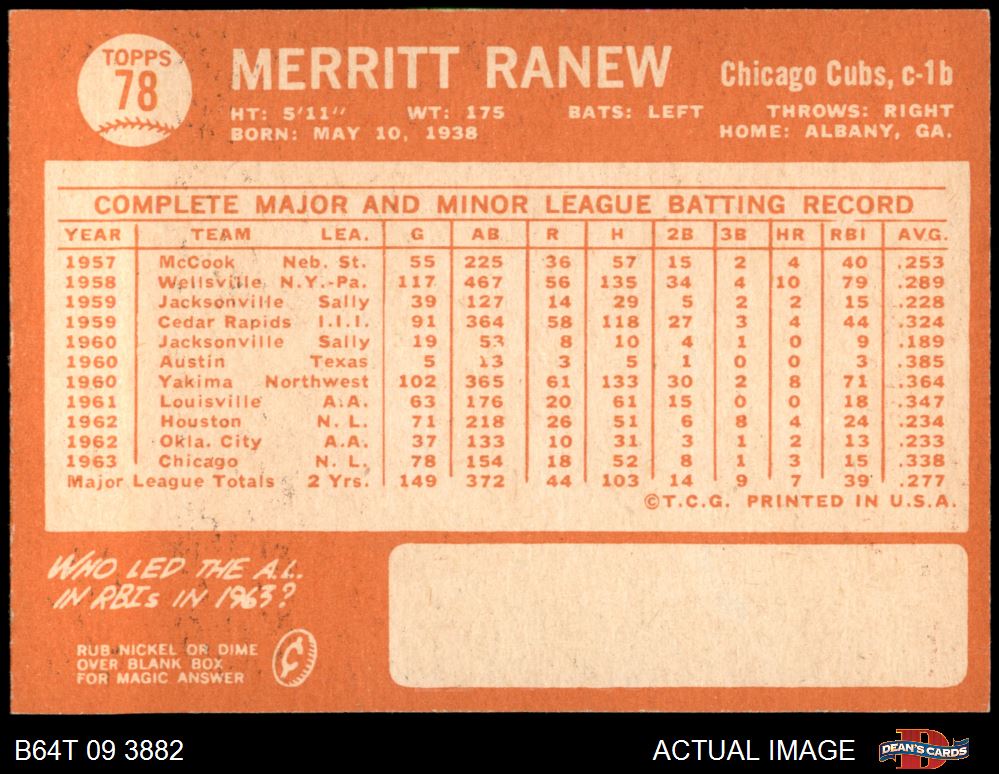 TOPPS
78
MERRITT RANEW
Chicago Cubs, c-1b
HT: 5'11" WT: 175 BATS: LEFT THROWS: RIGHT
BORN: MAY 10, 1938 HOME: ALBANY, GA.
COMPLETE MAJOR AND MINOR LEAGUE BATTING RECORD
YEAR TEAM LEA. G AB R H 2B 3B HR RBI AVG.
1957 McCook Neb. St. 55 225 36 57 15 2 4 40 .253
1958 Wellsville N.Y.-Pa. 117 467 56 135 34 4 10 79 .289
1959 Jacksonville Sally 39 127 14 29 5 2 2 15 .228
1959 Cedar Rapids I.I.I. 91 364 58 118 27 3 4 44 .324
1960 Jacksonville Sally 19 53 8 10 4 1 0 9 .189
1960 Austin Texas 5 13 3 5 1 0 0 3 .385
1960 Yakima Northwest 102 365 61 133 30 2 8 71 .364
1961 Louisville A.A. 63 176 20 61 15 0 0 18 .347
1962 Houston N. L. 71 218 26 51 6 8 4 24 .234
1962 Okla. City A.A. 37 133 10 31 3 1 2 13 .233
1963 Chicago N. L. 78 154 18 52 8 1 3 15 .338
Major League Totals 2 Yrs. 149 372 44 103 14 9 7 39 .277
©T.C.G. PRINTED IN U.S.A.
WHO LED THE A.L.
IN RBIs IN 1963?
RUB NICKEL OR DIME
OVER BLANK BOX
FOR MAGIC ANSWER
¢
B64T 09 3882 ACTUAL IMAGE
DEAN'S CARDS